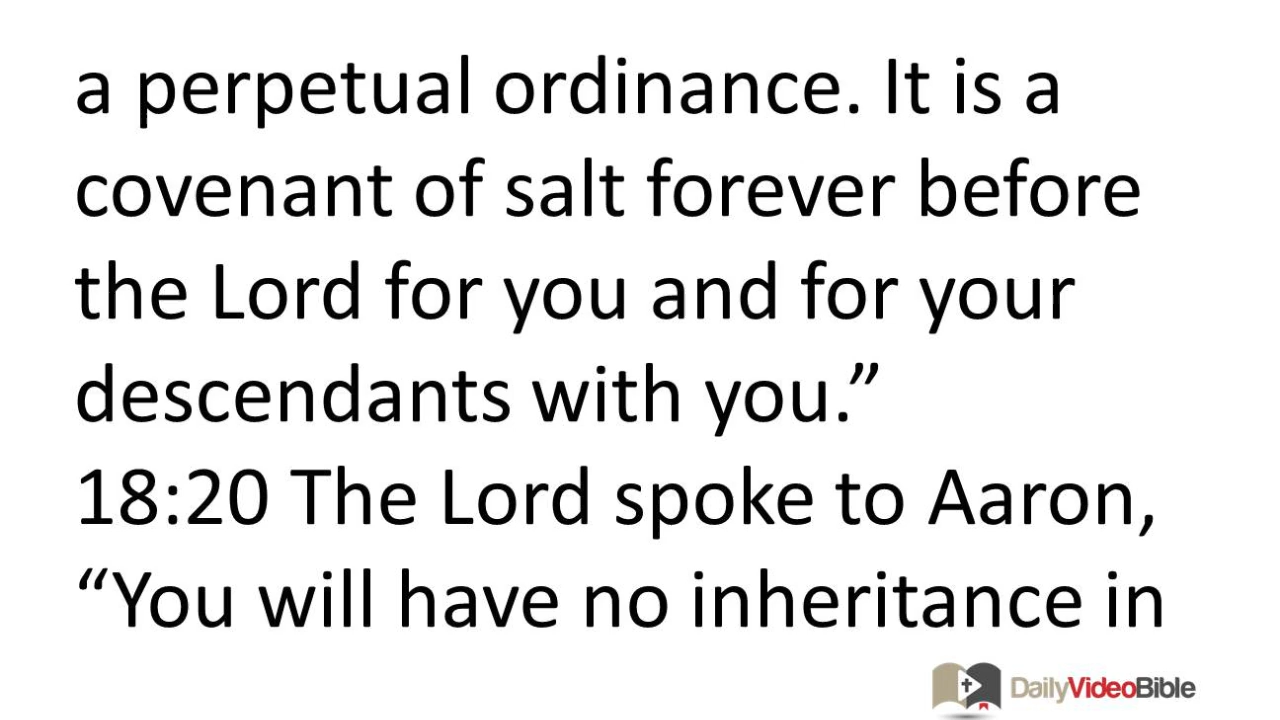 a perpetual ordinance. It is a
covenant of salt forever before
the Lord for you and for your
descendants with you.”
18:20 The Lord spoke to Aaron,
“You will have no inheritance in
DailyVideoBible